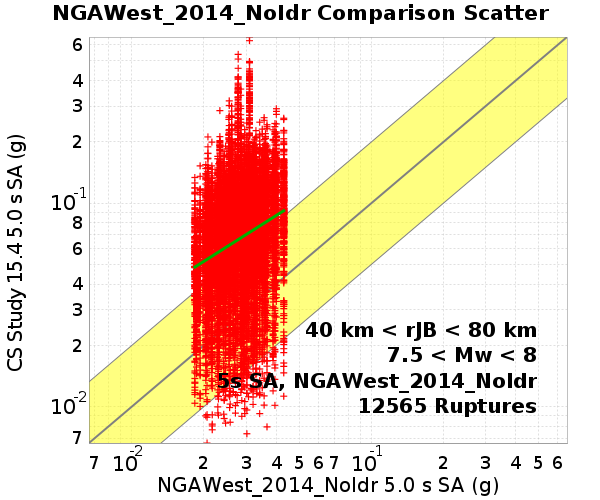 NGAWest_2014_NoIdr Comparison Scatter
6
4
3
2
10-1
8
6
4
3
2
10-2
7
CS Study 15.4 5.0 s SA (g)
40 km < rJB < 80 km
7.5 < Mw < 8
5s SA, NGAWest_2014_NoIdr
12565 Ruptures
7 10-2 2 3 4 5 6 7 10-1 2 3 4 5 6
NGAWest_2014_NoIdr 5.0 s SA (g)